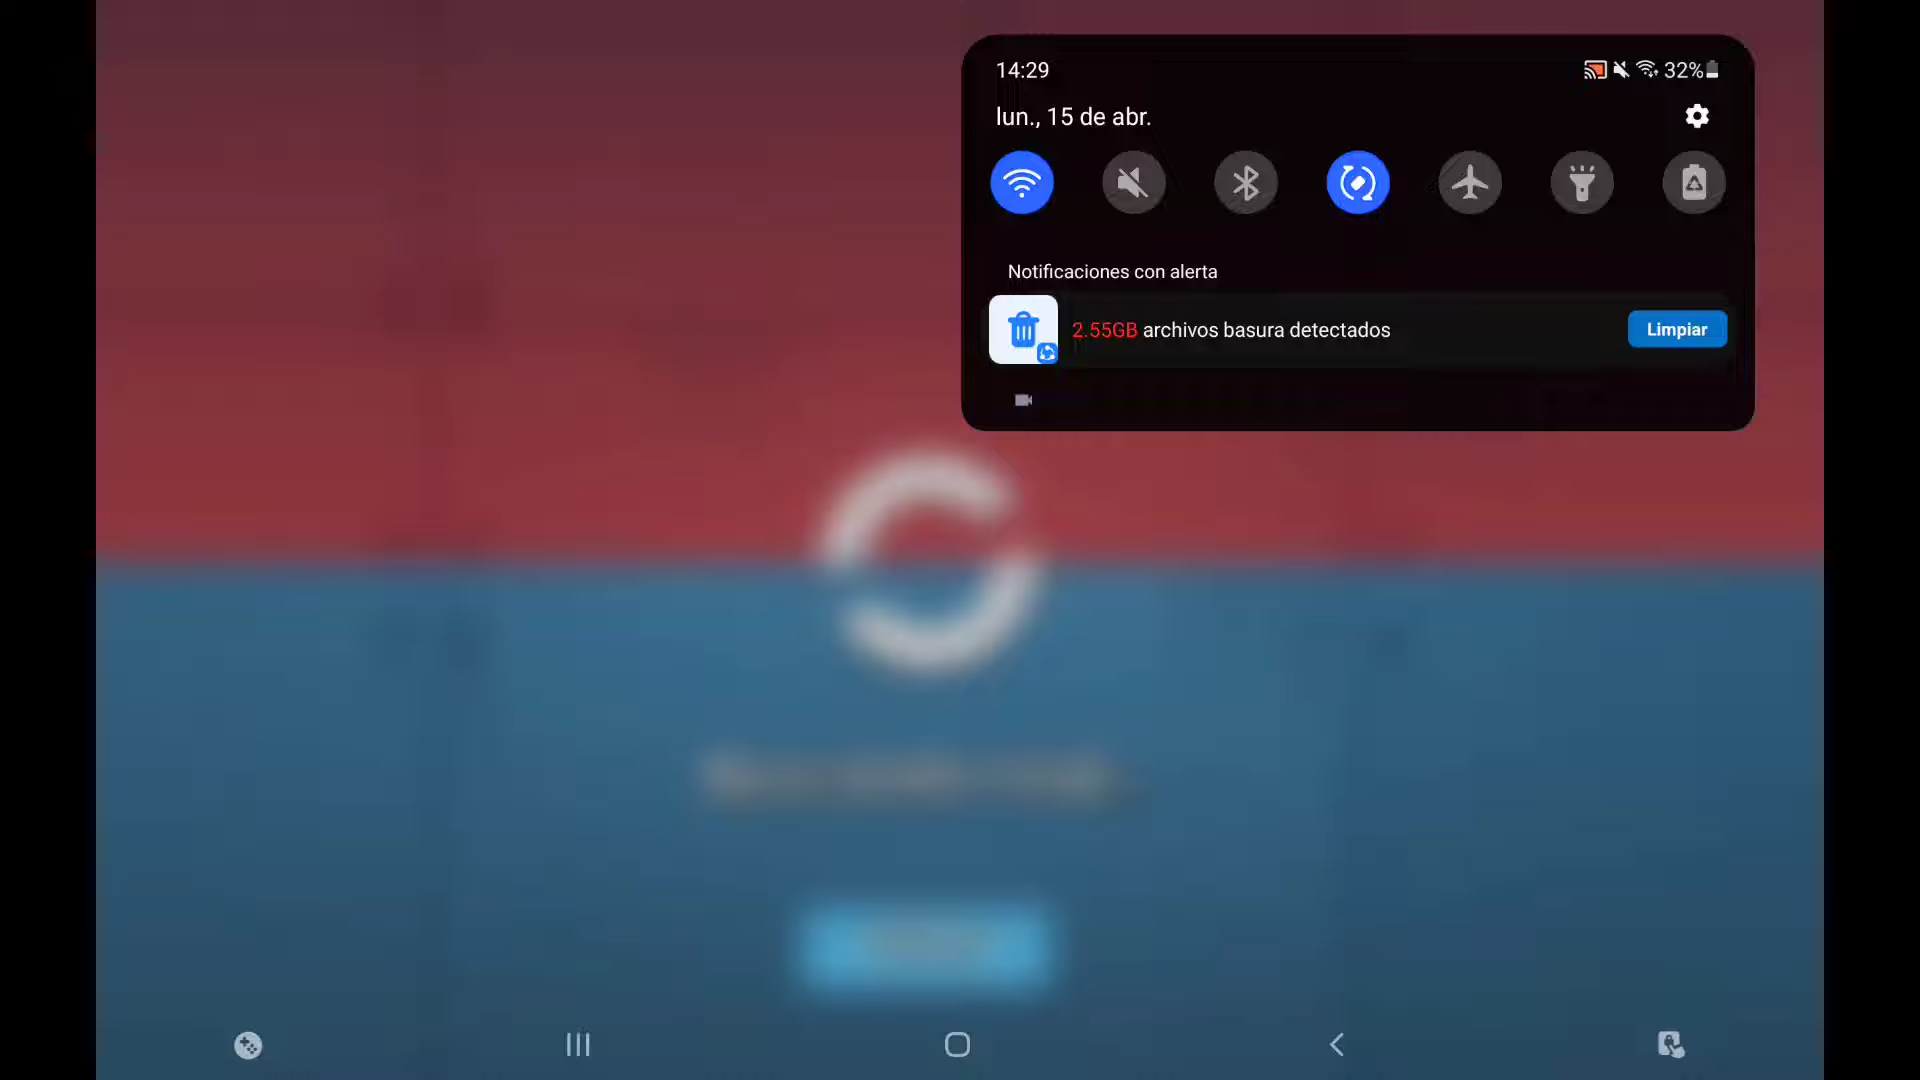 14:29
32%
lun., 15 de abr.
Notificaciones con alerta
2.55GB archivos basura detectados
Limpiar